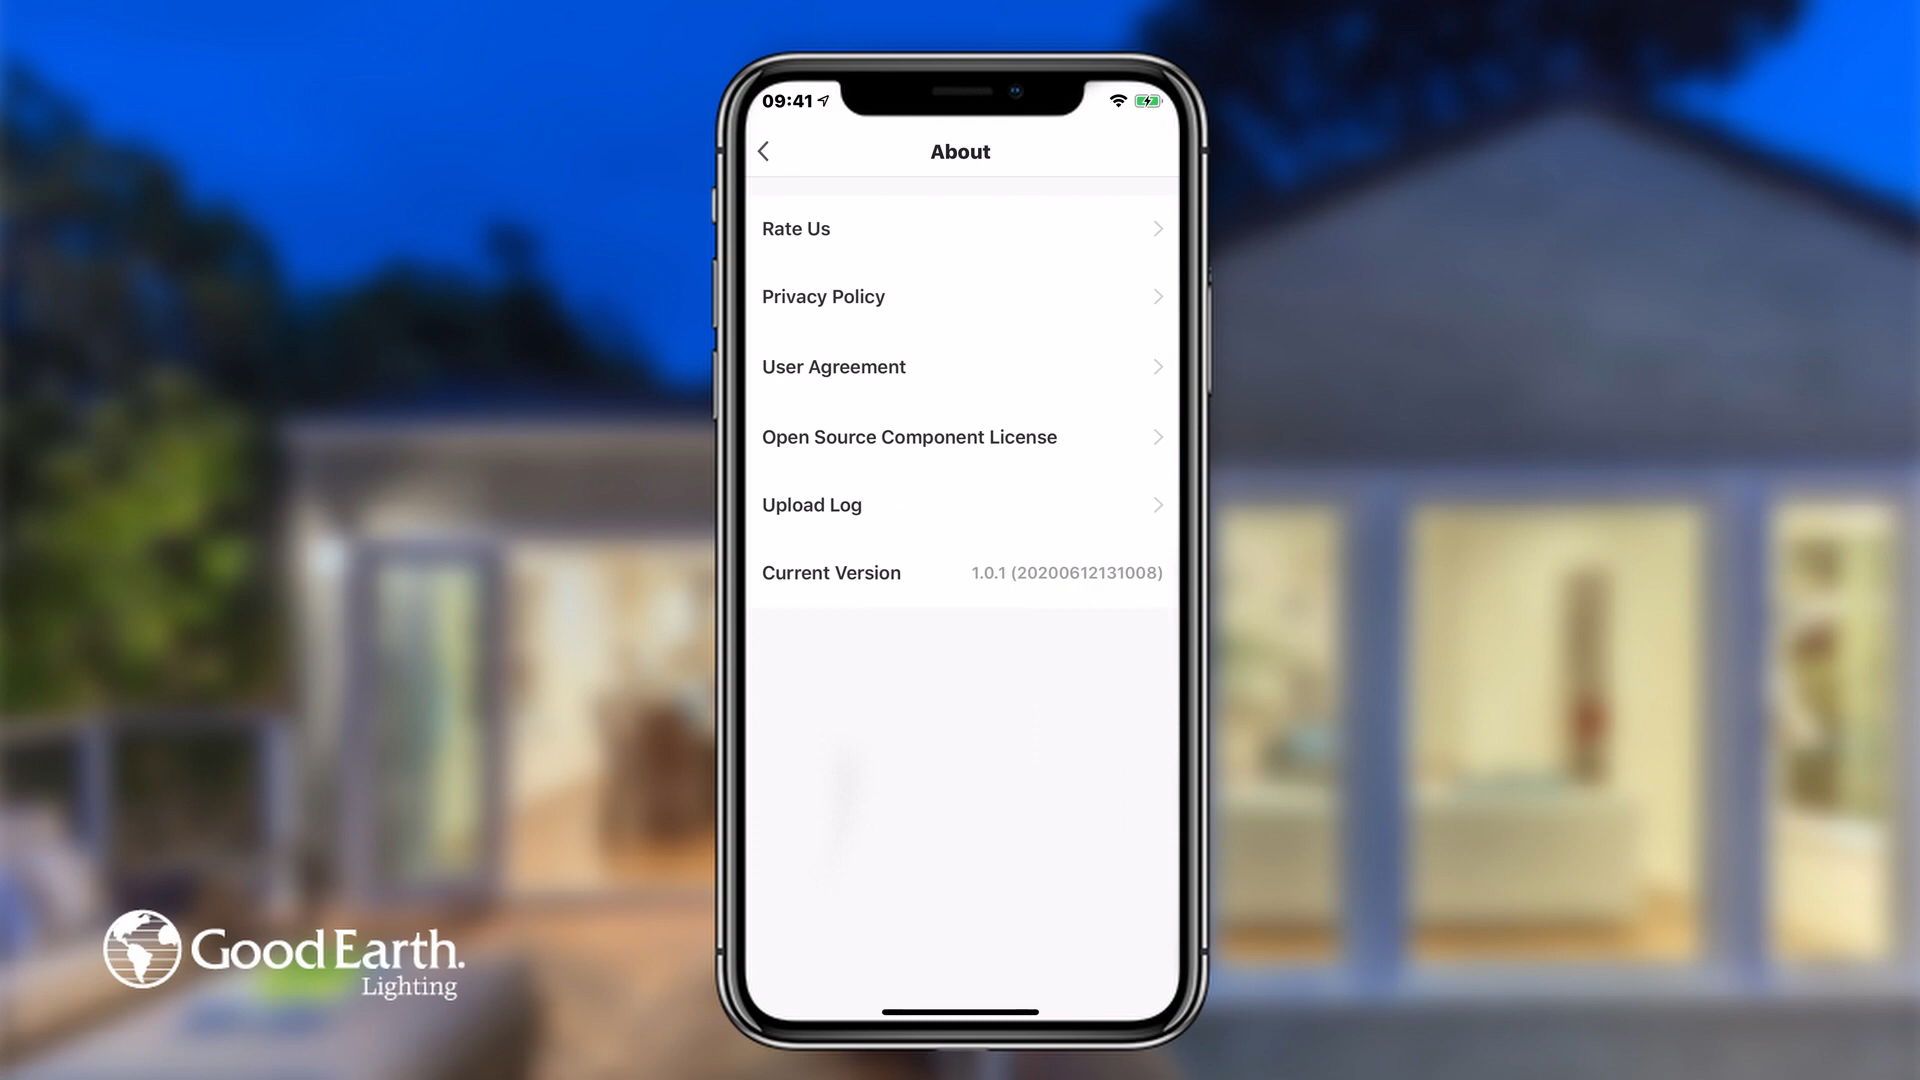 09:41
About
Rate Us
Privacy Policy
User Agreement
Open Source Component License
Upload Log
Current Version 1.0.1 (20200612131008)
Good Earth.
Lighting